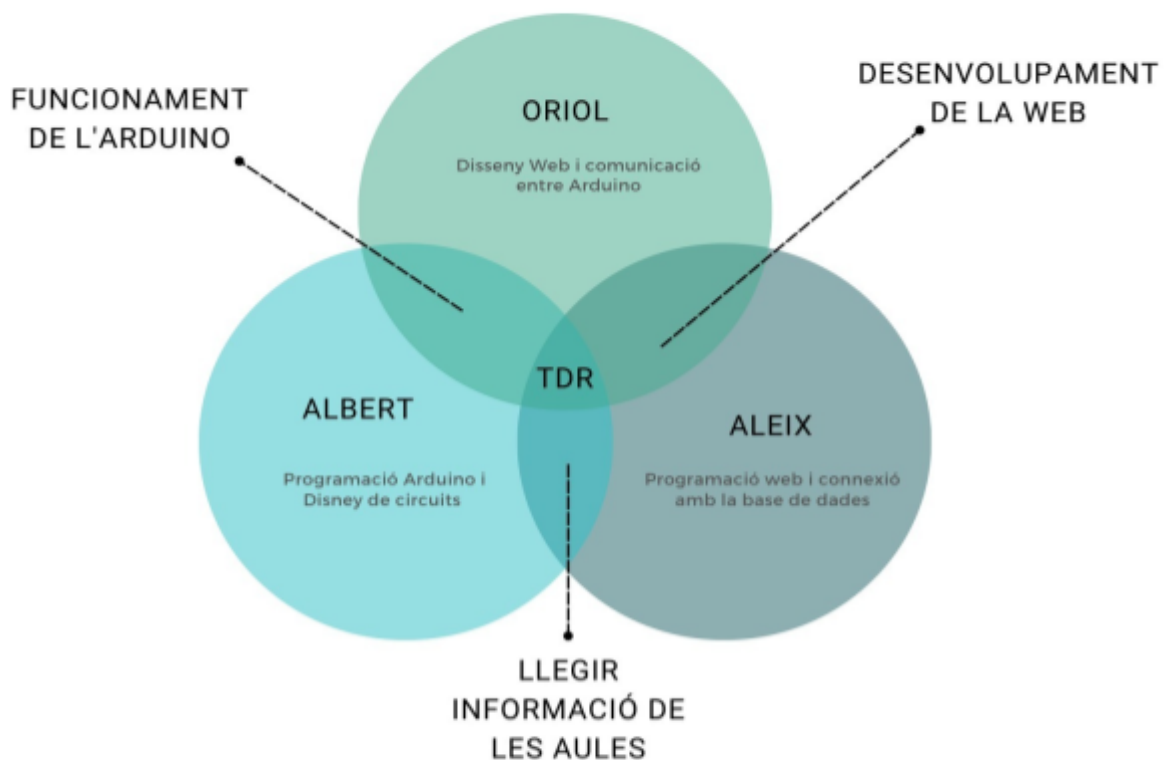 FUNCIONAMENT
DE L'ARDUINO
DESENVOLUPAMENT
DE LA WEB
ORIOL
Disseny Web i comunicació
entre Arduino
TDR
ALBERT
Programació Arduino i
Disney de circuits
ALEIX
Programació web i connexió
amb la base de dades
LLEGIR
INFORMACIÓ DE
LES AULES